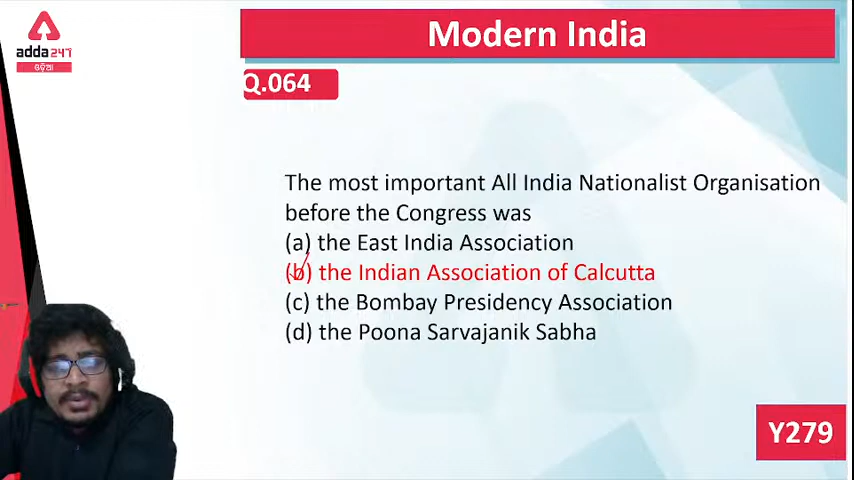 adda247
ଓଡ଼ିଆ
Modern India
Q.064
The most important All India Nationalist Organisation
before the Congress was
(a) the East India Association
(b) the Indian Association of Calcutta
(c) the Bombay Presidency Association
(d) the Poona Sarvajanik Sabha
Y279